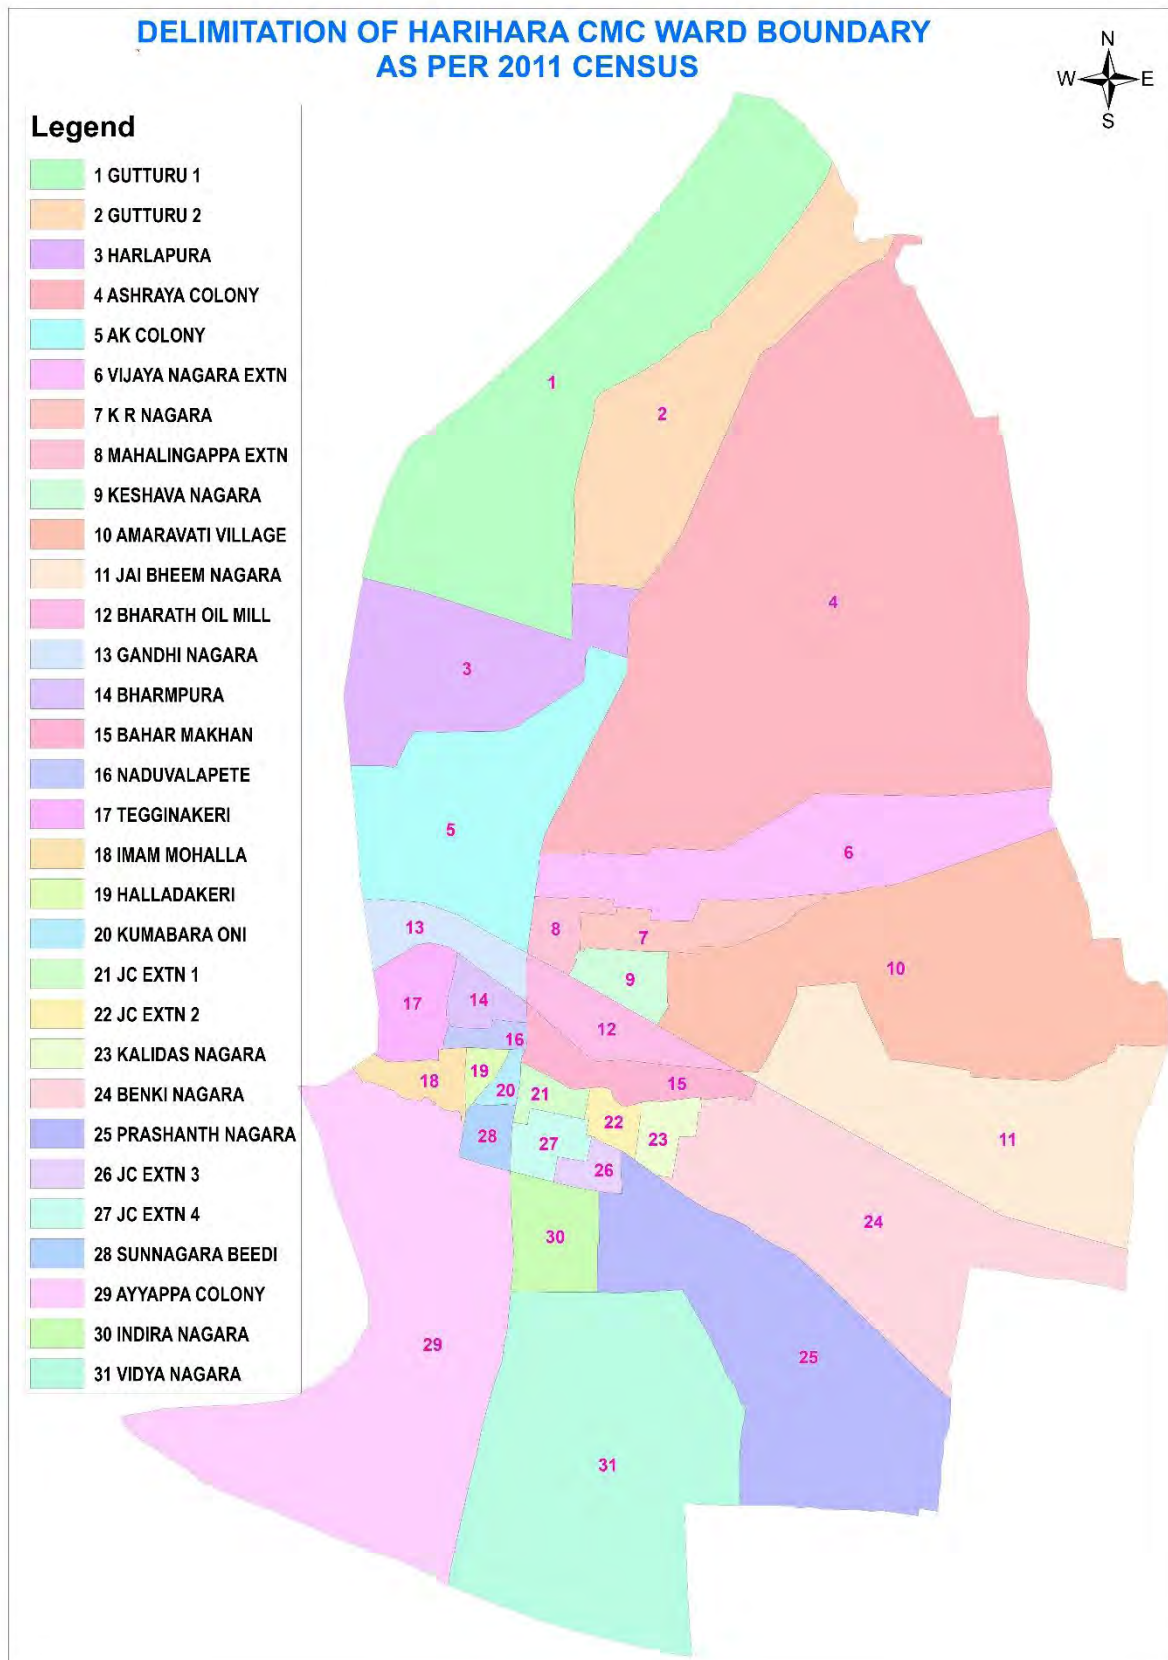 DELIMITATION OF HARIHARA CMC WARD BOUNDARY
AS PER 2011 CENSUS
N
W E
S
Legend
1 GUTTURU 1
2 GUTTURU 2
3 HARLAPURA
4 ASHRAYA COLONY
5 AK COLONY
6 VIJAYA NAGARA EXTN
7 K R NAGARA
8 MAHALINGAPPA EXTN
9 KESHAVA NAGARA
10 AMARAVATI VILLAGE
11 JAI BHEEM NAGARA
12 BHARATH OIL MILL
13 GANDHI NAGARA
14 BHARMPURA
15 BAHAR MAKHAN
16 NADUVALAPETE
17 TEGGINAKERI
18 IMAM MOHALLA
19 HALLADAKERI
20 KUMABARA ONI
21 JC EXTN 1
22 JC EXTN 2
23 KALIDAS NAGARA
24 BENKI NAGARA
25 PRASHANTH NAGARA
26 JC EXTN 3
27 JC EXTN 4
28 SUNNAGARA BEEDI
29 AYYAPPA COLONY
30 INDIRA NAGARA
31 VIDYA NAGARA
1
2
4
3
5
6
13
8
7
9
10
17
14
12
16
18
19
20
21
15
22
23
11
28
27
26
24
30
29
25
31